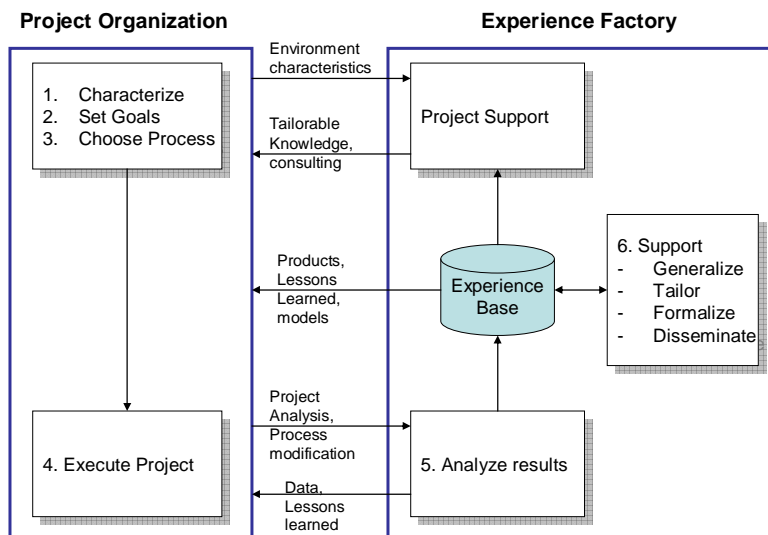 Project Organization
Experience Factory
Environment
characteristics
1. Characterize
2. Set Goals
3. Choose Process
Project Support
Tailorable
Knowledge,
consulting
Products,
Lessons
Learned,
models
Experience
Base
6. Support
- Generalize
- Tailor
- Formalize
- Disseminate
Project
Analysis,
Process
modification
4. Execute Project
5. Analyze results
Data,
Lessons
learned